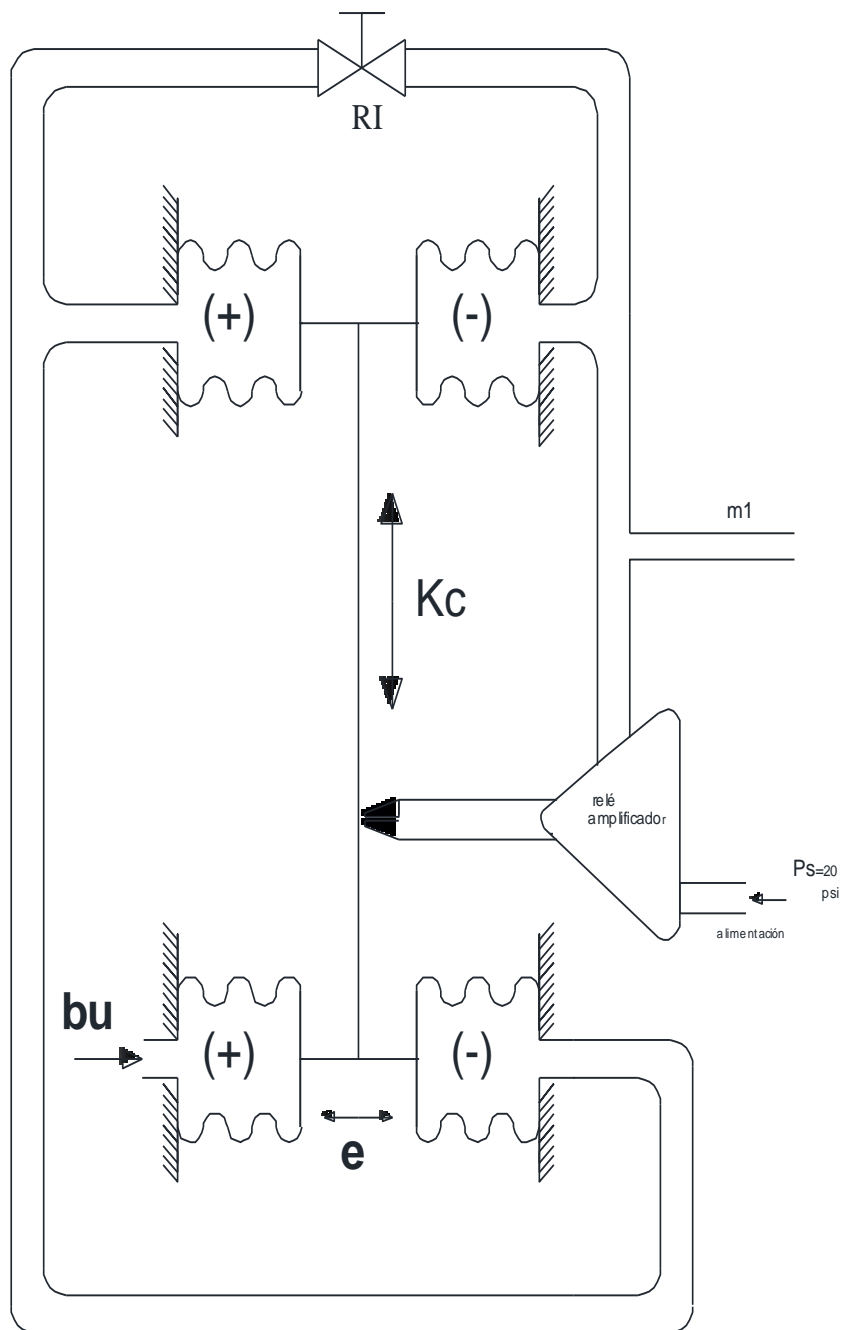 RI
(+)
(-)
m1
Kc
relé
amplificador
Ps=20
psi
alimentación
bu
(+)
(-)
e